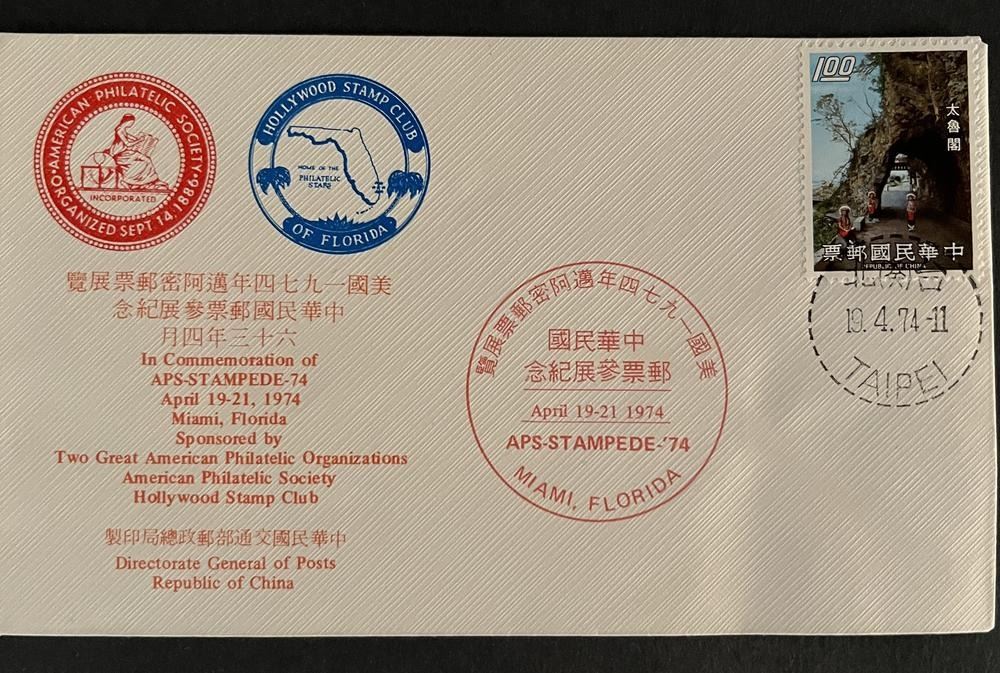 AMERICAN PHILATELIC SOCIETY
INCORPORATED
ORGANIZED SEPT. 14, 1886
HOLLYWOOD STAMP CLUB
HOME OF THE
PHILATELIC
STARS
OF FLORIDA
1.00
太魯閣
票郵國民華中
REPUBLIC OF CHINA
19.4.74-11
TAIPEI
覽展票郵密阿邁年四七九一國美
念紀展參票郵國民華中
月四年三十六
In Commemoration of
APS-STAMPEDE-74
April 19-21, 1974
Miami, Florida
Sponsored by
Two Great American Philatelic Organizations
American Philatelic Society
Hollywood Stamp Club
製印局總政郵部通交國民華中
Directorate General of Posts
Republic of China
覽展票郵密阿邁年四七九一國美
國民華中
念紀展參票郵
April 19-21 1974
APS-STAMPEDE-'74
MIAMI, FLORIDA